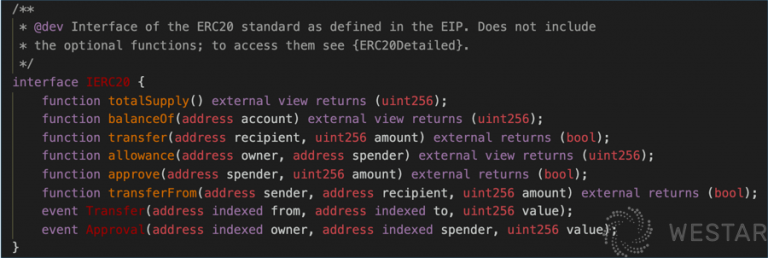 /**
 * @dev Interface of the ERC20 standard as defined in the EIP. Does not include
 * the optional functions; to access them see {ERC20Detailed}.
 */
interface IERC20 {
    function totalSupply() external view returns (uint256);
    function balanceOf(address account) external view returns (uint256);
    function transfer(address recipient, uint256 amount) external returns (bool);
    function allowance(address owner, address spender) external view returns (uint256);
    function approve(address spender, uint256 amount) external returns (bool);
    function transferFrom(address sender, address recipient, uint256 amount) external returns (bool);
    event Transfer(address indexed from, address indexed to, uint256 value);
    event Approval(address indexed owner, address indexed spender, uint256 value);
}
WESTAR